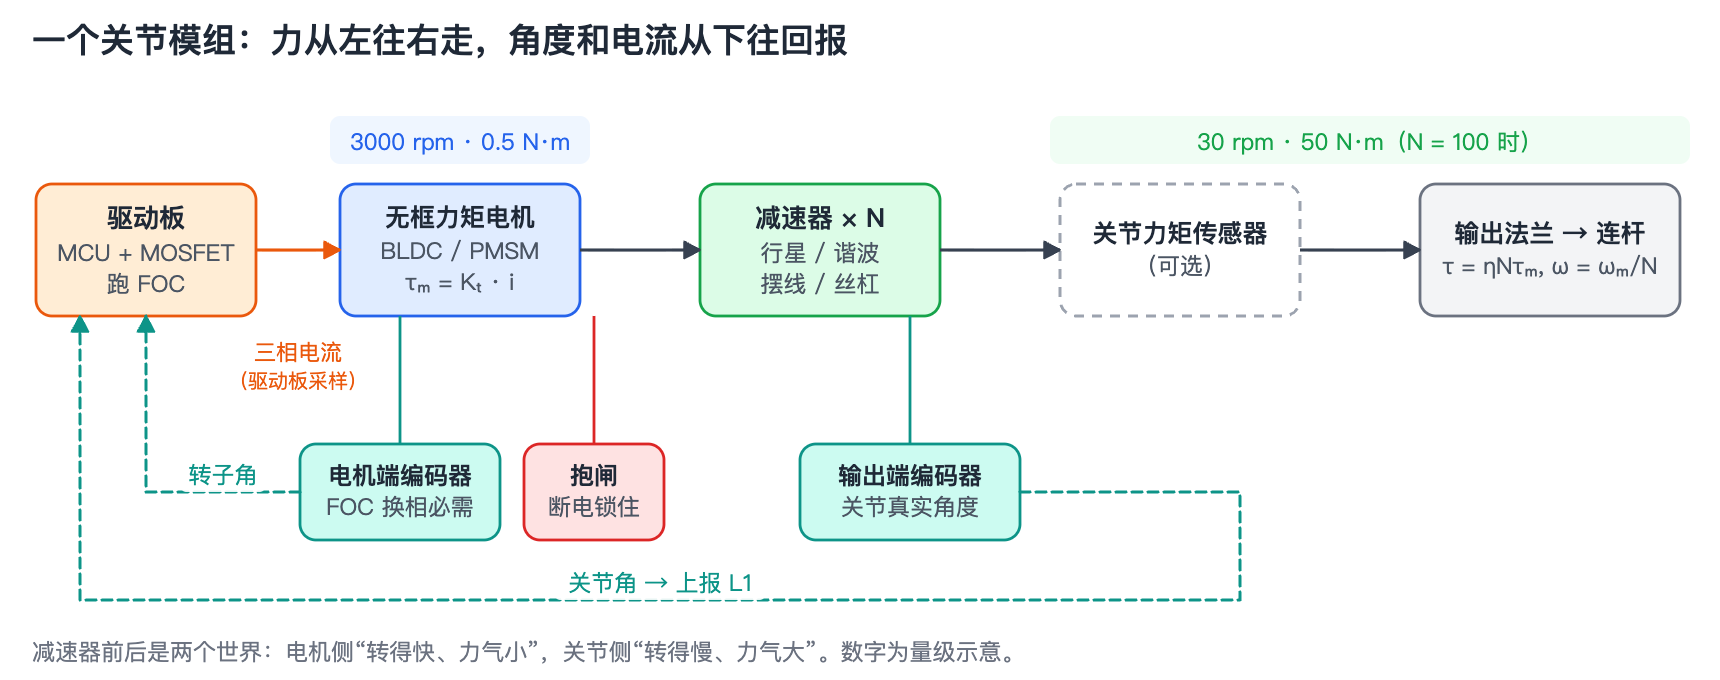 一个关节模组：力从左往右走，角度和电流从下往回报
3000 rpm · 0.5 N·m
30 rpm · 50 N·m（N = 100 时）
驱动板
MCU + MOSFET
跑 FOC
无框力矩电机
BLDC / PMSM
τₘ = Kₜ · i
减速器 × N
行星 / 谐波
摆线 / 丝杠
关节力矩传感器
（可选）
输出法兰 → 连杆
τ = ηNτₘ, ω = ωₘ/N
三相电流
（驱动板采样）
转子角
电机端编码器
FOC 换相必需
抱闸
断电锁住
输出端编码器
关节真实角度
关节角 → 上报 L1
减速器前后是两个世界：电机侧“转得快、力气小”，关节侧“转得慢、力气大”。数字为量级示意。